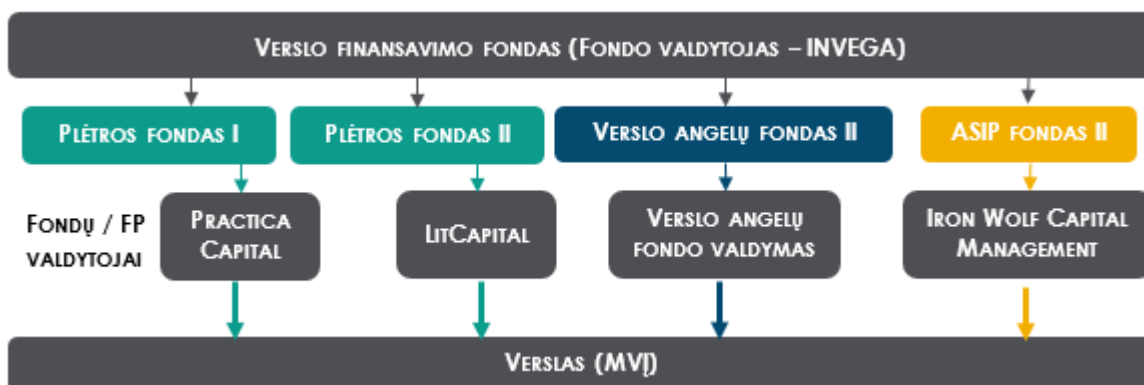 Verslo finansavimo fondas (Fondo valdytojas – INVEGA)
Plėtros fondas I
Plėtros fondas II
Verslo angelų fondas II
ASIP fondas II
Fondų / FP
valdytojai
Practica
Capital
LitCapital
Verslo angelų
fondo valdymas
Iron Wolf Capital
Management
Verslas (MVĮ)